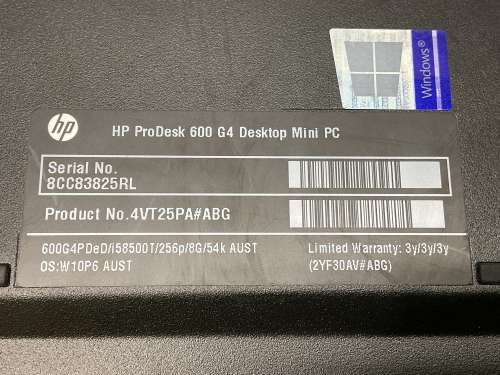 Windows®
hp
HP ProDesk 600 G4 Desktop Mini PC
Serial No.
8CC83825RL
Product No.4VT25PA#ABG
600G4PDeD/i58500T/256p/8G/54k AUST
OS:W10P6 AUST
Limited Warranty: 3y/3y/3y
(2YF30AV#ABG)